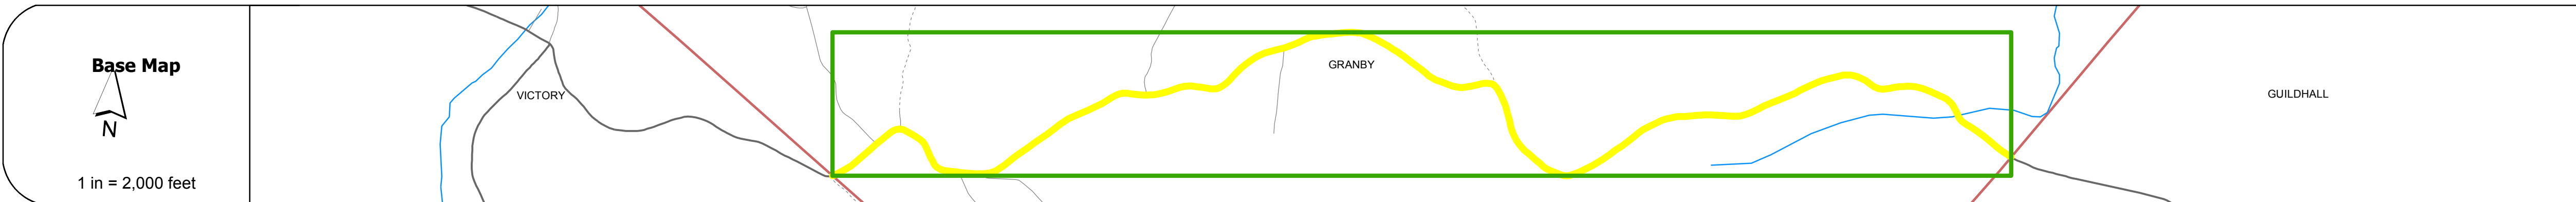 Base Map
N
1 in = 2,000 feet
VICTORY
GRANBY
GUILDHALL